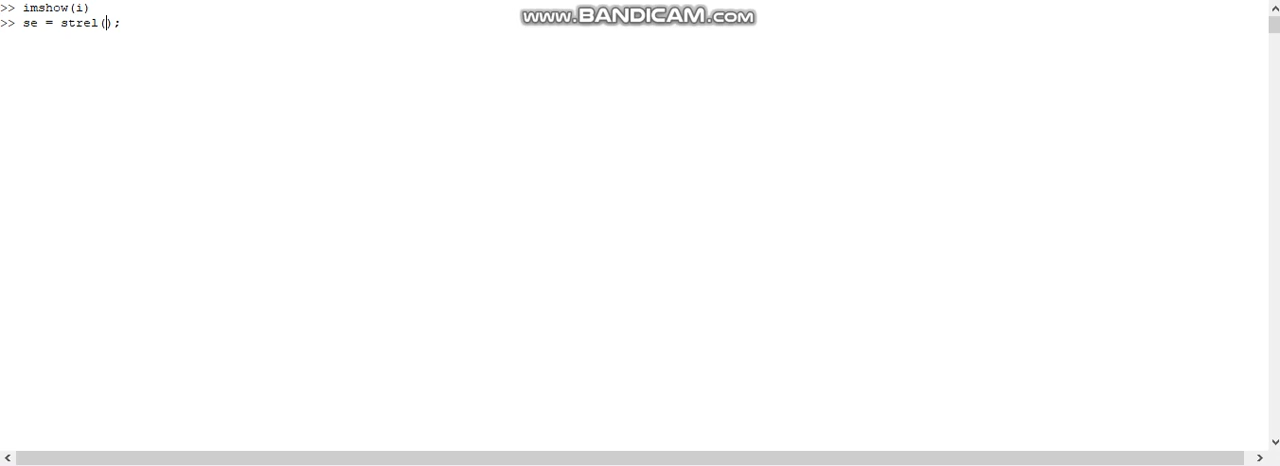 >> imshow(i)
www.BANDICAM.com
>> se = strel();